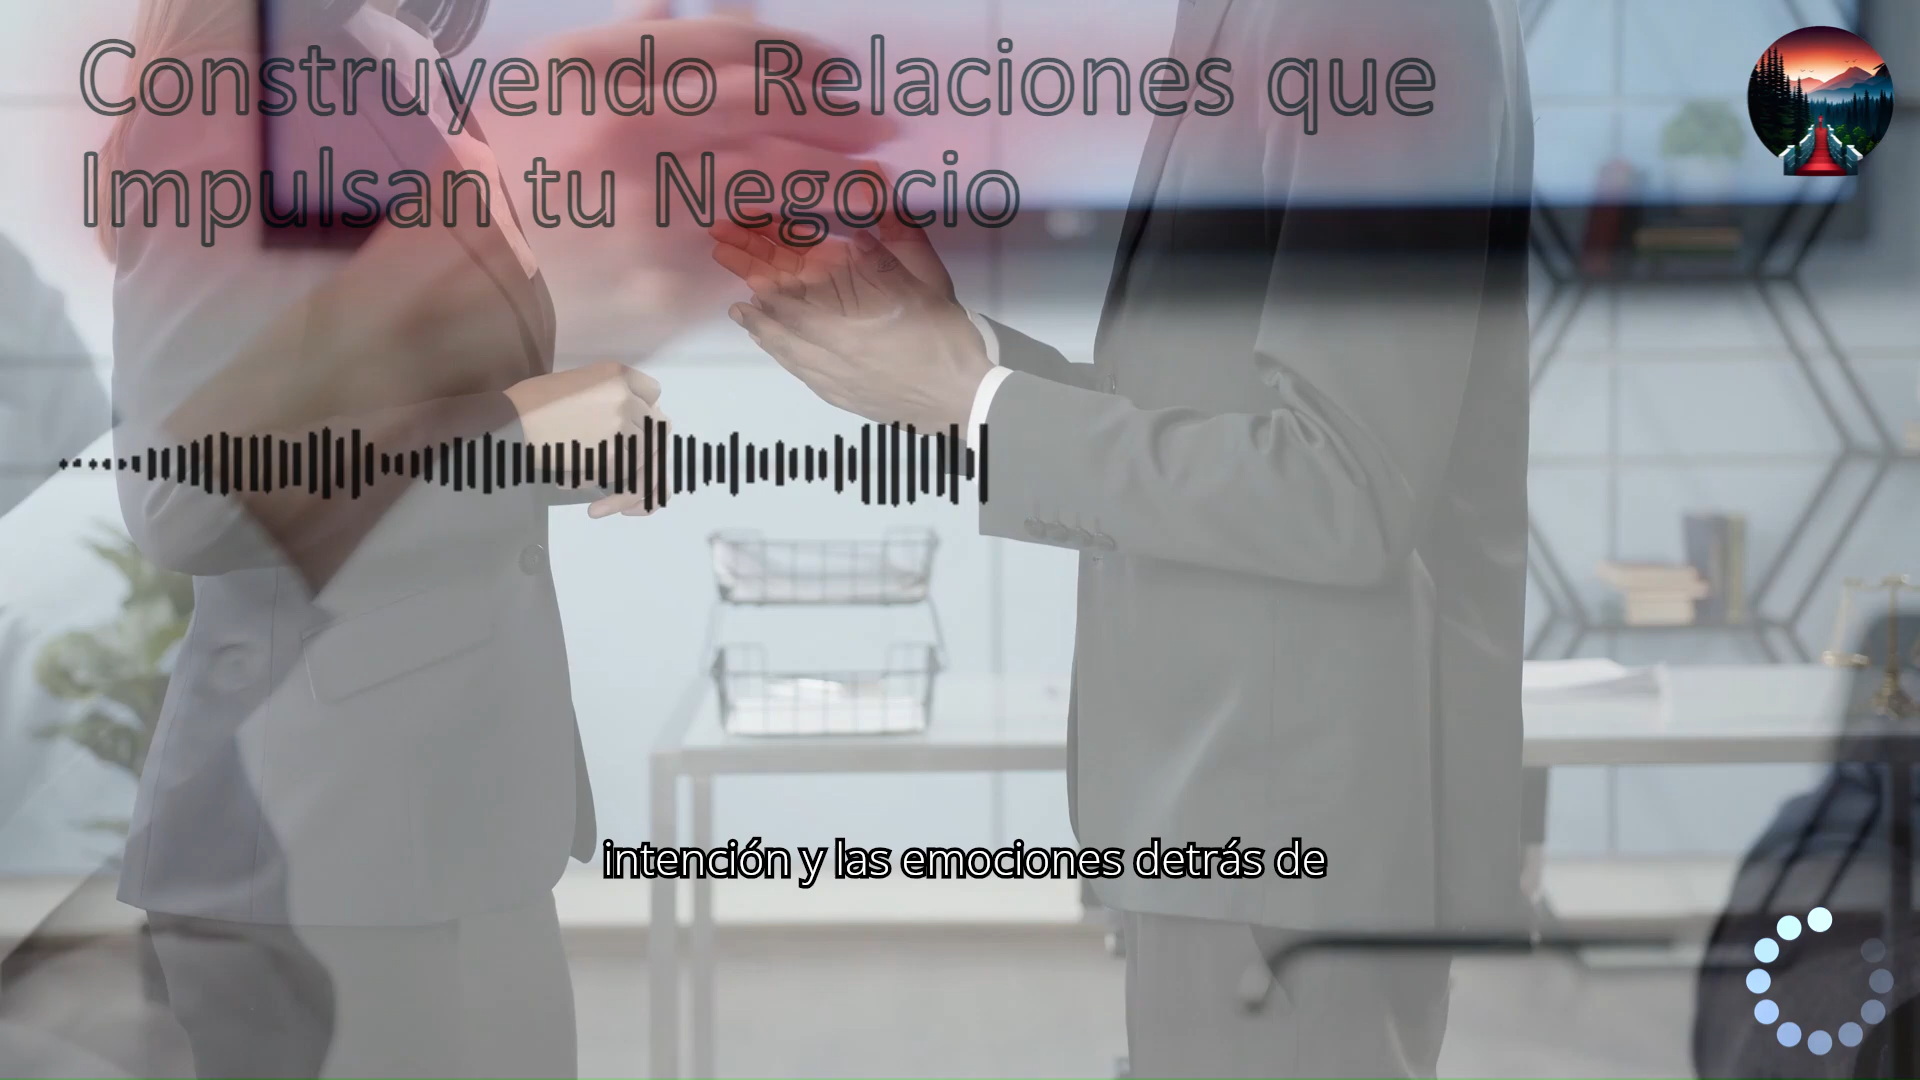 Construyendo Relaciones que
Impulsan tu Negocio
intención y las emociones detrás de